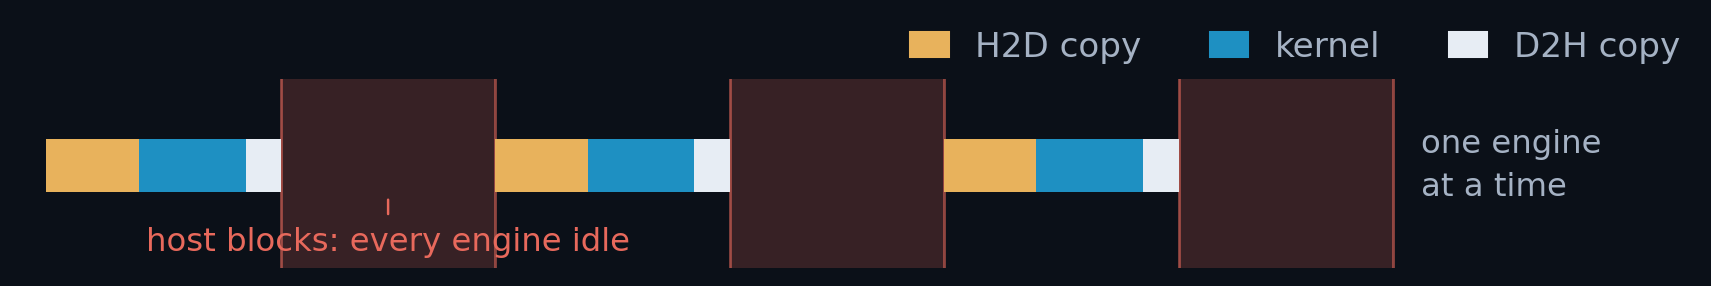 H2D copy
kernel
D2H copy
one engine
at a time
host blocks: every engine idle